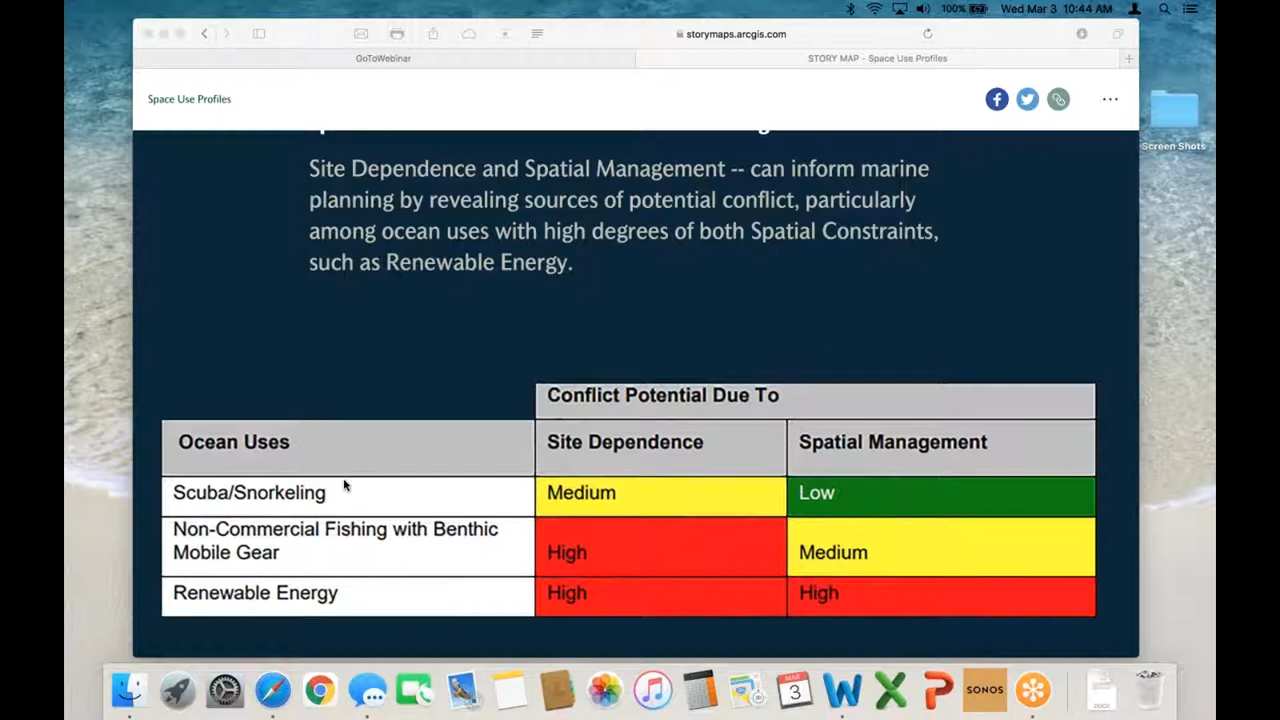 100% Wed Mar 3 10:44 AM
storymaps.arcgis.com
GoToWebinar
STORY MAP - Space Use Profiles
Space Use Profiles
Screen Shots
Site Dependence and Spatial Management -- can inform marine
planning by revealing sources of potential conflict, particularly
among ocean uses with high degrees of both Spatial Constraints,
such as Renewable Energy.
Conflict Potential Due To
Ocean Uses Site Dependence Spatial Management
Scuba/Snorkeling Medium Low
Non-Commercial Fishing with Benthic
Mobile Gear High Medium
Renewable Energy High High
MAR
3
SONOS
DOCX